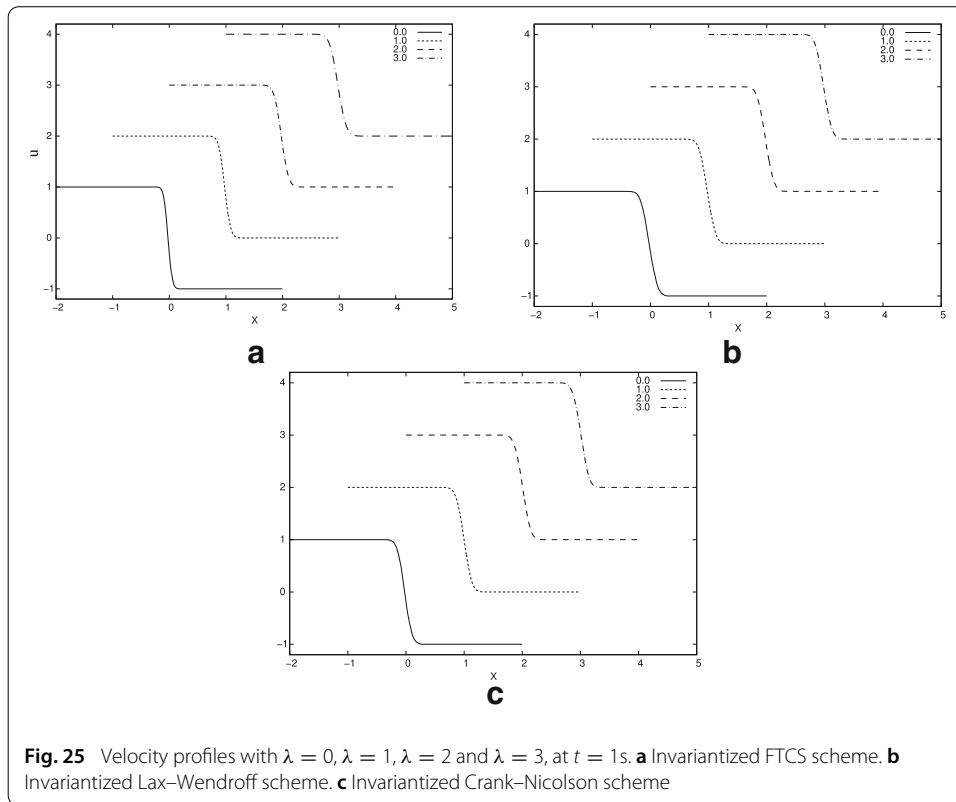 4
3
2
1
0
−1
u
−2 −1 0 1 2 3 4 5
x
0.0
1.0
2.0
3.0
a
4
3
2
1
0
−1
−2 −1 0 1 2 3 4 5
x
0.0
1.0
2.0
3.0
b
4
3
2
1
0
−1
−2 −1 0 1 2 3 4 5
x
0.0
1.0
2.0
3.0
c
Fig. 25 Velocity profiles with λ = 0, λ = 1, λ = 2 and λ = 3, at t = 1s. a Invariantized FTCS scheme. b
Invariantized Lax–Wendroff scheme. c Invariantized Crank–Nicolson scheme